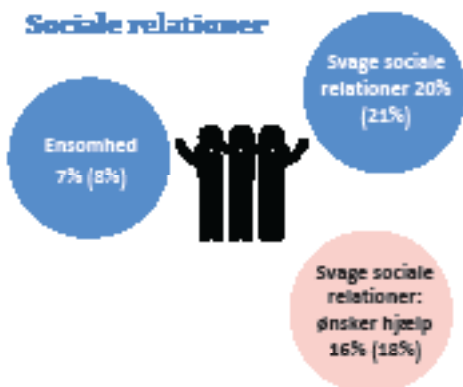 Sociale relationer
Svage sociale
relationer 20%
(21%)
Ensomhed
7% (8%)
Svage sociale
relationer:
ønsker hjælp
16% (18%)